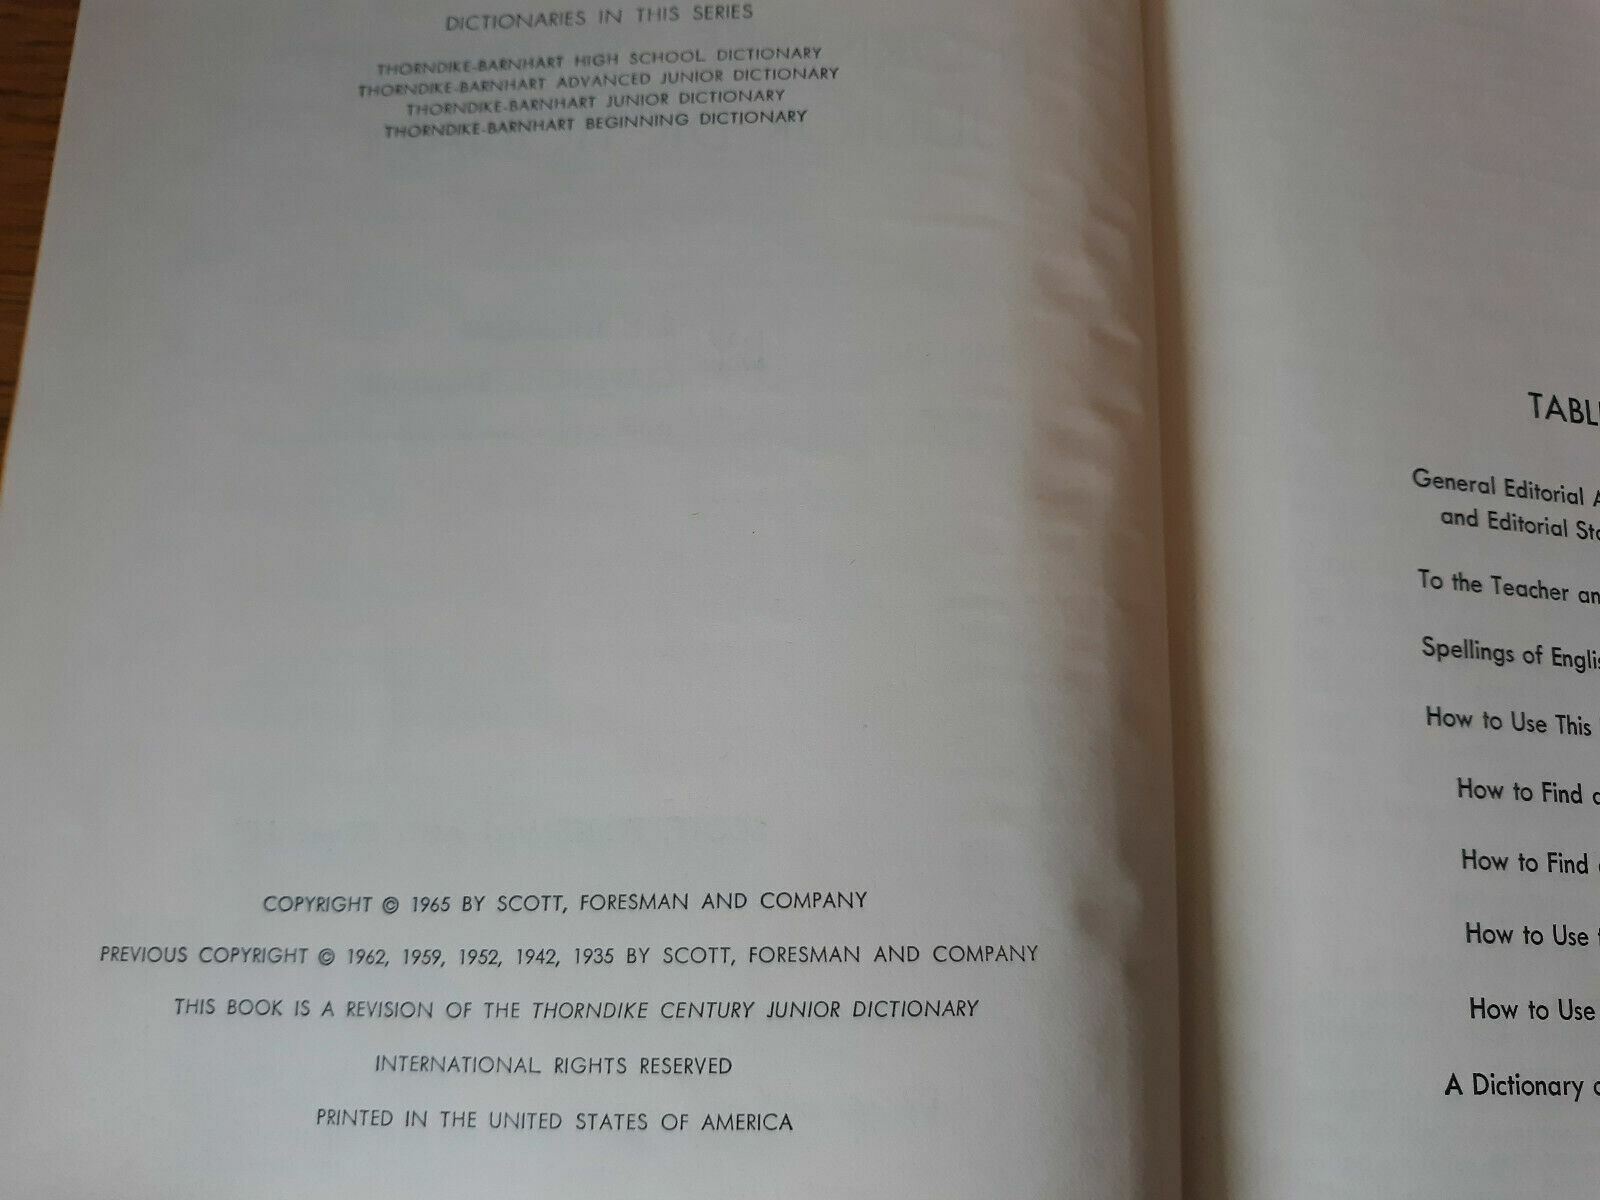 DICTIONARIES IN THIS SERIES
THORNDIKE-BARNHART HIGH SCHOOL DICTIONARY
THORNDIKE-BARNHART ADVANCED JUNIOR DICTIONARY
THORNDIKE-BARNHART JUNIOR DICTIONARY
THORNDIKE-BARNHART BEGINNING DICTIONARY
COPYRIGHT © 1965 BY SCOTT, FORESMAN AND COMPANY
PREVIOUS COPYRIGHT © 1962, 1959, 1952, 1942, 1935 BY SCOTT, FORESMAN AND COMPANY
THIS BOOK IS A REVISION OF THE THORNDIKE CENTURY JUNIOR DICTIONARY
INTERNATIONAL RIGHTS RESERVED
PRINTED IN THE UNITED STATES OF AMERICA
TABL
General Editorial
and Editorial
To the Teacher an
Spellings of Englis
How to Use This
How to Find
How to Find
How to Use
How to Use
A Dictionary